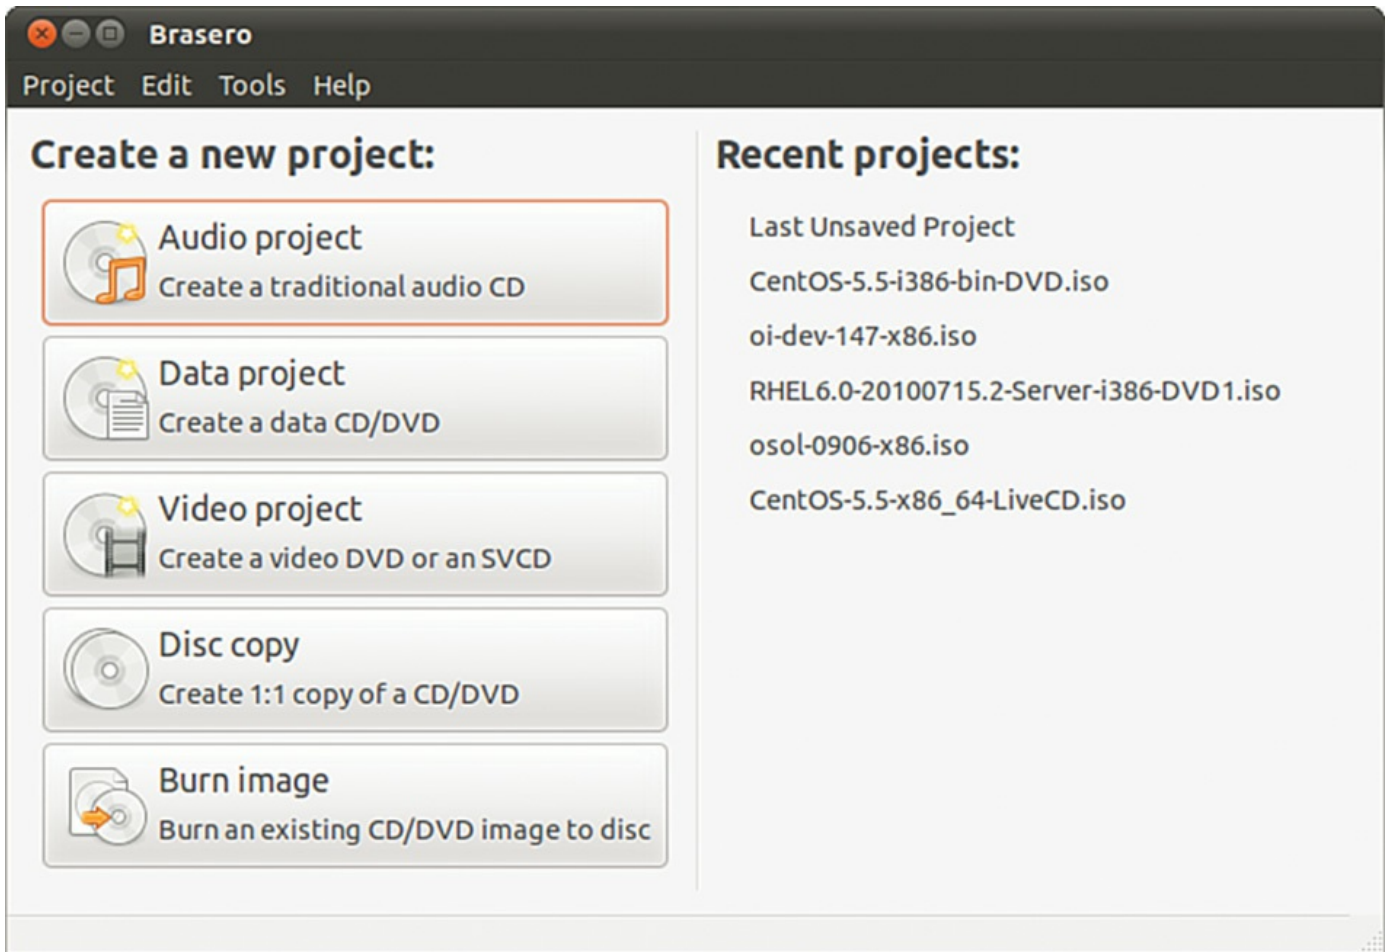 Brasero
Project Edit Tools Help
Create a new project:
Audio project
Create a traditional audio CD
Data project
Create a data CD/DVD
Video project
Create a video DVD or an SVCD
Disc copy
Create 1:1 copy of a CD/DVD
Burn image
Burn an existing CD/DVD image to disc
Recent projects:
Last Unsaved Project
CentOS-5.5-i386-bin-DVD.iso
oi-dev-147-x86.iso
RHEL6.0-20100715.2-Server-i386-DVD1.iso
osol-0906-x86.iso
CentOS-5.5-x86_64-LiveCD.iso